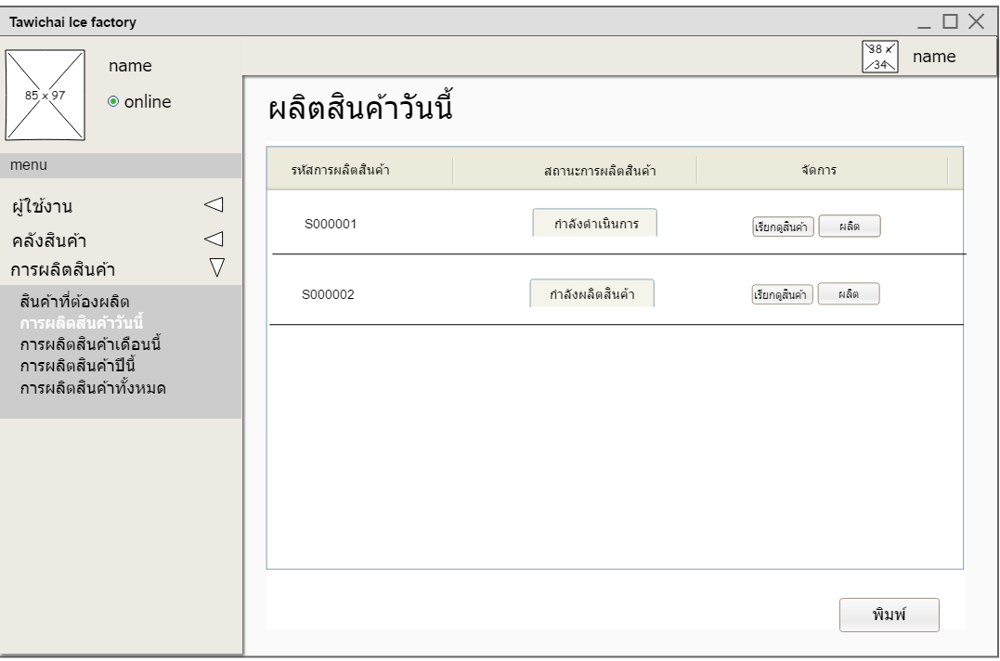 Tawichai Ice factory
85 x 97
name
online
38 x 34
name
menu
ผู้ใช้งาน
คลังสินค้า
การผลิตสินค้า
สินค้าที่ต้องผลิต
การผลิตสินค้าวันนี้
การผลิตสินค้าเดือนนี้
การผลิตสินค้าปีนี้
การผลิตสินค้าทั้งหมด
ผลิตสินค้าวันนี้
รหัสการผลิตสินค้า สถานะการผลิตสินค้า จัดการ
S000001 กำลังดำเนินการ เรียกดูสินค้า ผลิต
S000002 กำลังผลิตสินค้า เรียกดูสินค้า ผลิต
พิมพ์